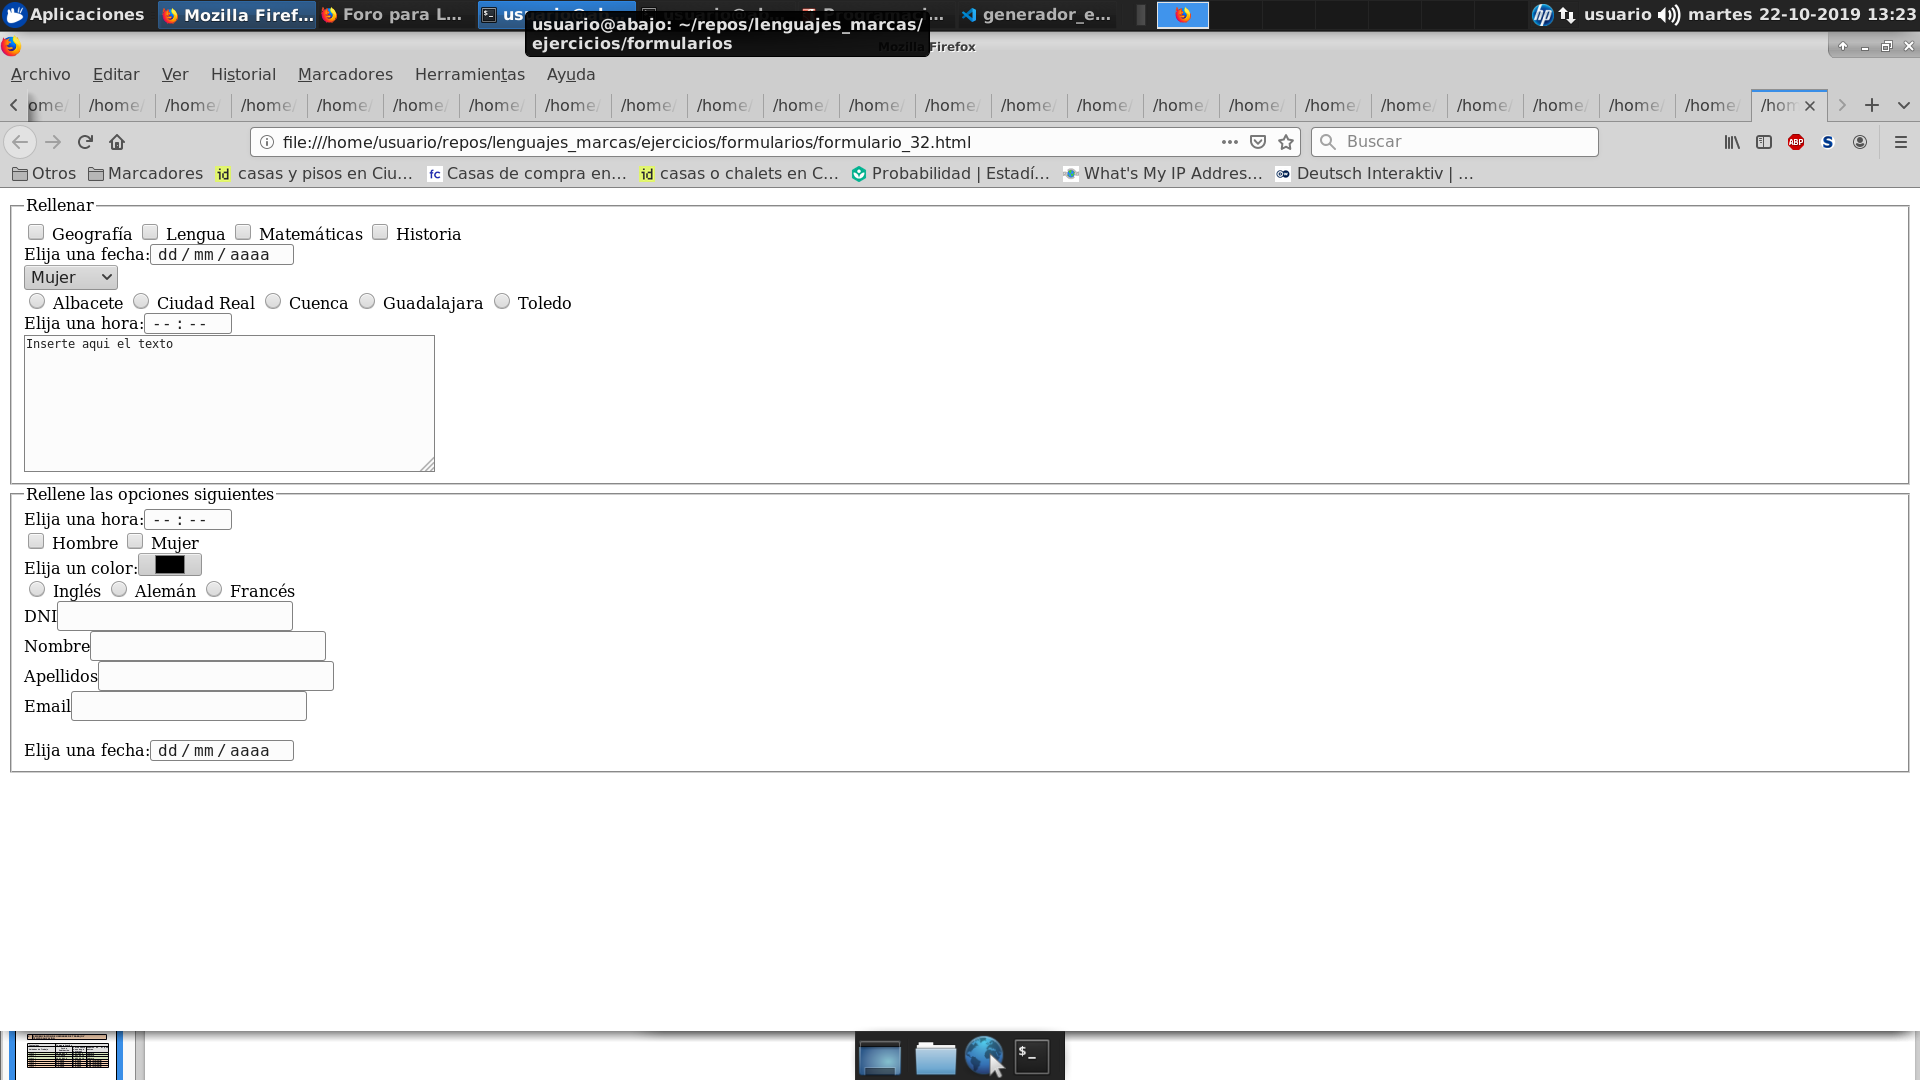 Aplicaciones Mozilla Firef... Foro para L... generador_e... usuario martes 22-10-2019 13:23
usuario@abajo: ~/repos/lenguajes_marcas/
ejercicios/formularios
Mozilla Firefox
Archivo Editar Ver Historial Marcadores Herramientas Ayuda
ome/ /home/ /home/ /home/ /home/ /home/ /home/ /home/ /home/ /home/ /home/ /home/ /home/ /home/ /home/ /home/ /home/ /home/ /home/ /home/ /home/ /home/ /home/ /hom
file:///home/usuario/repos/lenguajes_marcas/ejercicios/formularios/formulario_32.html Buscar ABP S
Otros Marcadores id casas y pisos en Ciu... fc Casas de compra en... id casas o chalets en C... Probabilidad | Estadí... What's My IP Addres... Deutsch Interaktiv | ...
Rellenar
Geografía Lengua Matemáticas Historia
Elija una fecha: dd / mm / aaaa
Mujer
Albacete Ciudad Real Cuenca Guadalajara Toledo
Elija una hora: -- : --
Inserte aqui el texto
Rellene las opciones siguientes
Elija una hora: -- : --
Hombre Mujer
Elija un color:
Inglés Alemán Francés
DNI
Nombre
Apellidos
Email
Elija una fecha: dd / mm / aaaa
$_